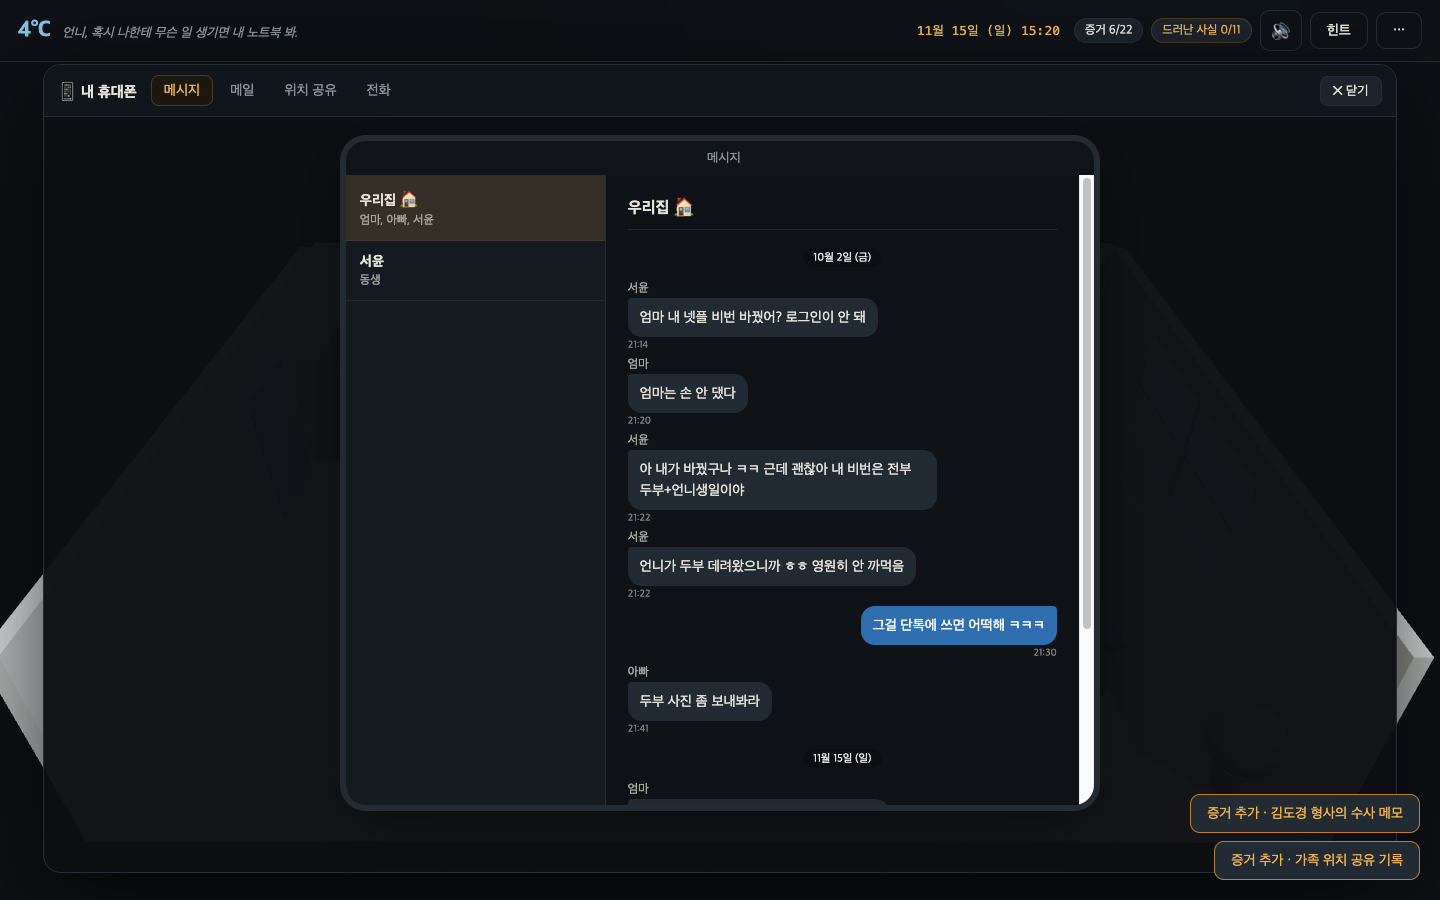 4°C 언니, 혹시 나한테 무슨 일 생기면 내 노트북 봐.
11월 15일 (일) 15:20 증거 6/22 드러난 사실 0/11 힌트 ···
내 휴대폰 메시지 메일 위치 공유 전화 ✕ 닫기
메시지
우리집
엄마, 아빠, 서윤
서윤
동생
우리집
10월 2일 (금)
서윤
엄마 내 넷플 비번 바꿨어? 로그인이 안 돼
21:14
엄마
엄마는 손 안 댔다
21:20
서윤
아 내가 바꿨구나 ㅋㅋ 근데 괜찮아 내 비번은 전부
두부+언니생일이야
21:22
서윤
언니가 두부 데려왔으니까 ㅎㅎ 영원히 안 까먹음
21:22
그걸 단톡에 쓰면 어떡해 ㅋㅋㅋ
21:30
아빠
두부 사진 좀 보내봐라
21:41
11월 15일 (일)
엄마
증거 추가 · 김도경 형사의 수사 메모
증거 추가 · 가족 위치 공유 기록